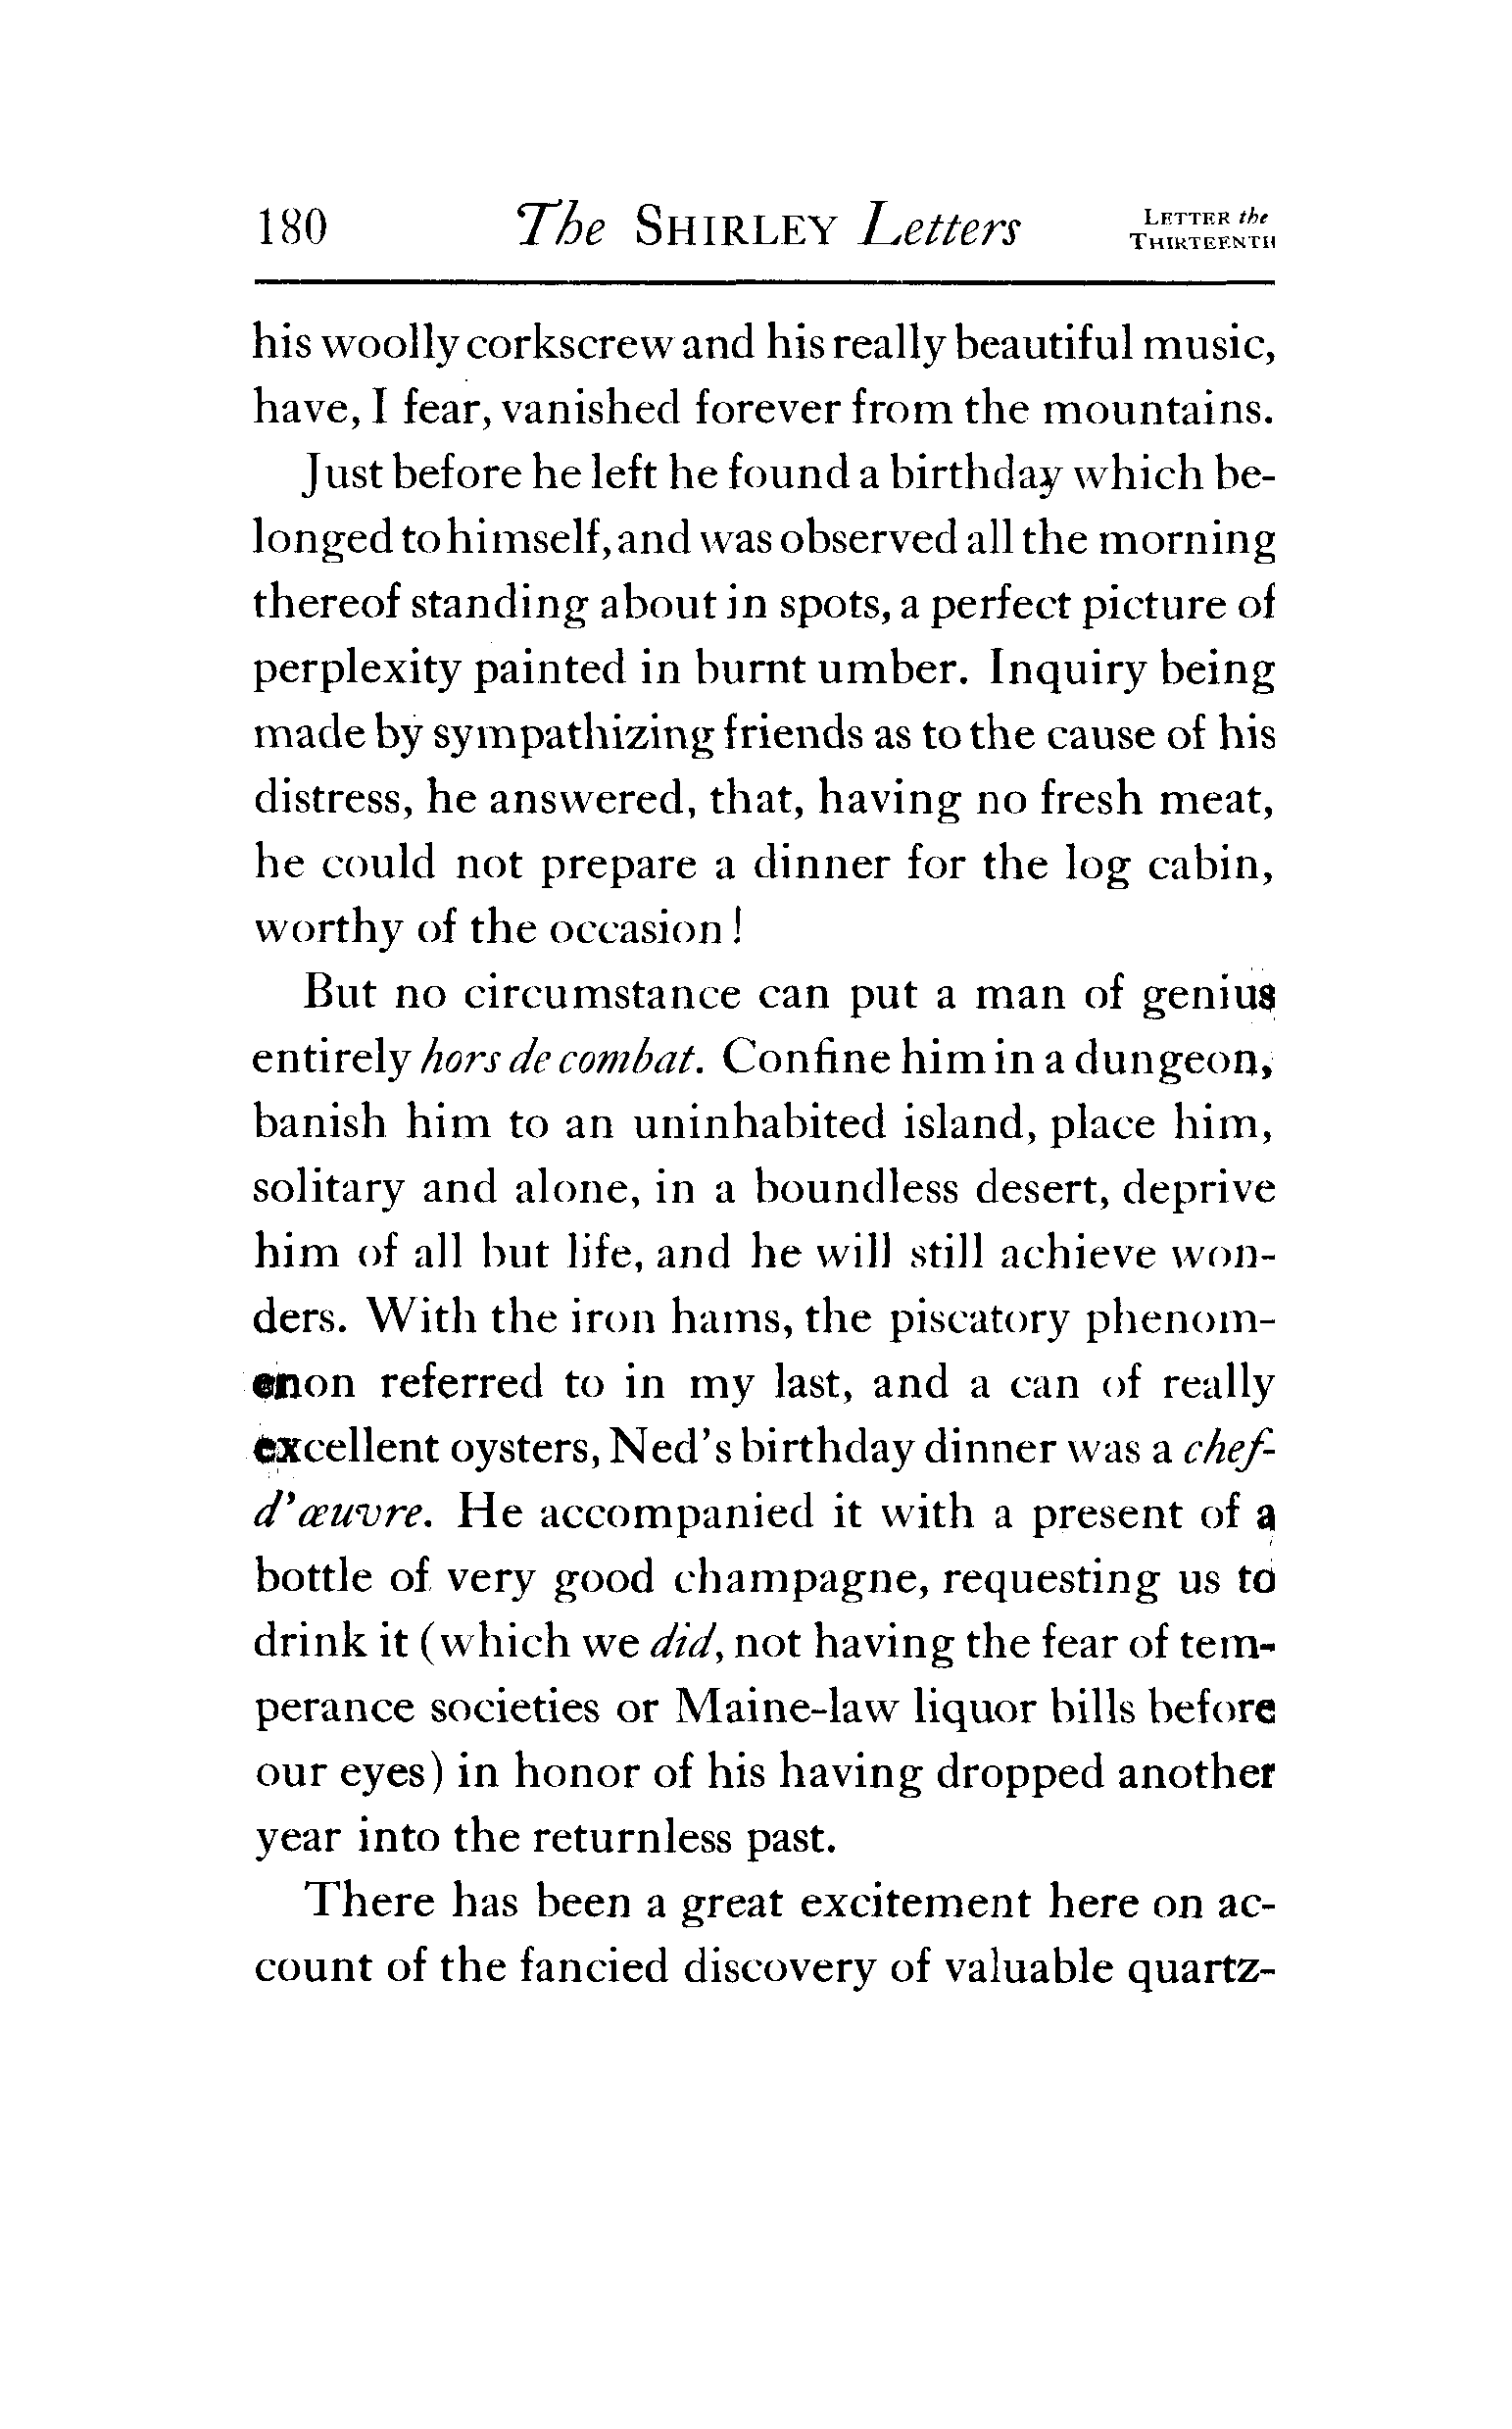 180 The SHIRLEY Letters LETTER the THIRTEENTH
his woolly corkscrew and his really beautiful music,
have, I fear, vanished forever from the mountains.
Just before he left he found a birthday which be-
longed to himself, and was observed all the morning
thereof standing about in spots, a perfect picture of
perplexity painted in burnt umber. Inquiry being
made by sympathizing friends as to the cause of his
distress, he answered, that, having no fresh meat,
he could not prepare a dinner for the log cabin,
worthy of the occasion!
But no circumstance can put a man of genius
entirely hors de combat. Confine him in a dungeon,
banish him to an uninhabited island, place him,
solitary and alone, in a boundless desert, deprive
him of all but life, and he will still achieve won-
ders. With the iron hams, the piscatory phenom-
enon referred to in my last, and a can of really
excellent oysters, Ned's birthday dinner was a chef-
d'œuvre. He accompanied it with a present of a
bottle of very good champagne, requesting us to
drink it (which we did, not having the fear of tem-
perance societies or Maine-law liquor bills before
our eyes) in honor of his having dropped another
year into the returnless past.
There has been a great excitement here on ac-
count of the fancied discovery of valuable quartz-